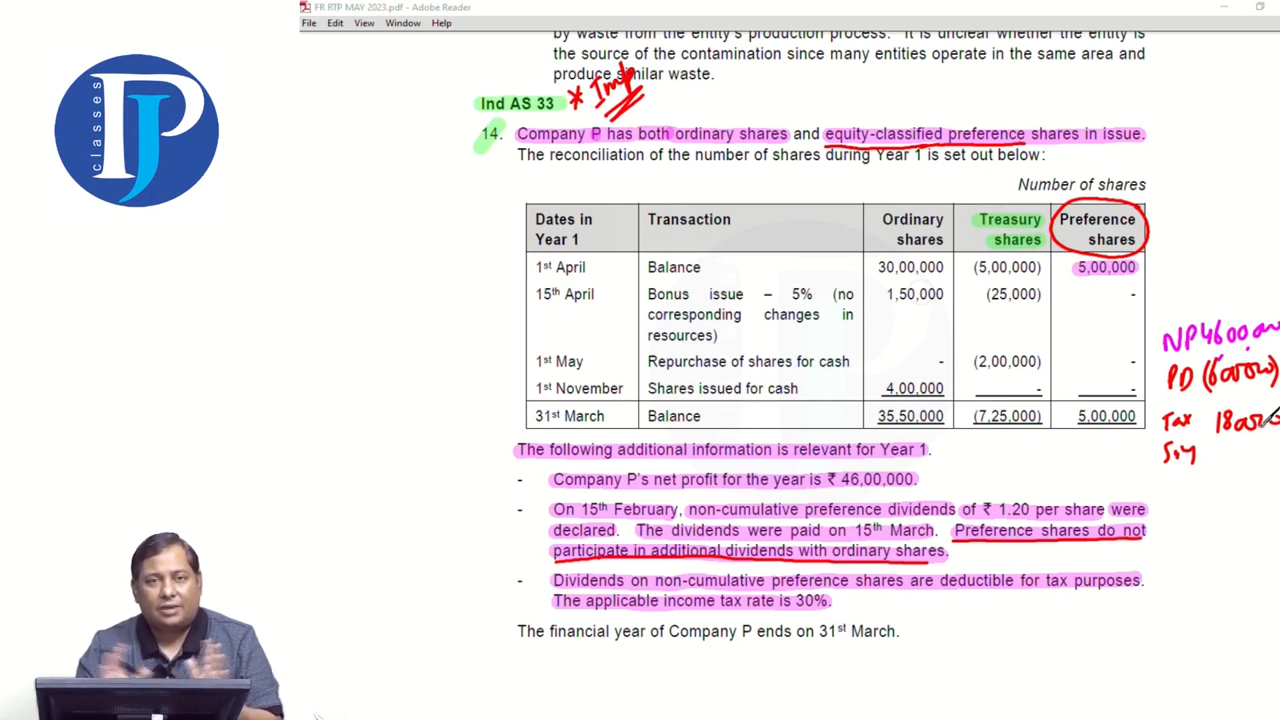 FR RTP MAY 2023.pdf - Adobe Reader
File Edit View Window Help
PJ
classes
by waste from the entity's production process. It is unclear whether the entity is
the source of the contamination since many entities operate in the same area and
produce similar waste.
Ind AS 33 * Imp
14. Company P has both ordinary shares and equity-classified preference shares in issue.
The reconciliation of the number of shares during Year 1 is set out below:
Number of shares
Dates in Year 1 Transaction Ordinary shares Treasury shares Preference shares
1st April Balance 30,00,000 (5,00,000) 5,00,000
15th April Bonus issue – 5% (no corresponding changes in resources) 1,50,000 (25,000) -
1st May Repurchase of shares for cash - (2,00,000) -
1st November Shares issued for cash 4,00,000 - -
31st March Balance 35,50,000 (7,25,000) 5,00,000
NP 4600,000
PD (600000)
Tax
The following additional information is relevant for Year 1.
- Company P's net profit for the year is ₹ 46,00,000.
- On 15th February, non-cumulative preference dividends of ₹ 1.20 per share were
declared. The dividends were paid on 15th March. Preference shares do not
participate in additional dividends with ordinary shares.
- Dividends on non-cumulative preference shares are deductible for tax purposes.
The applicable income tax rate is 30%.
The financial year of Company P ends on 31st March.